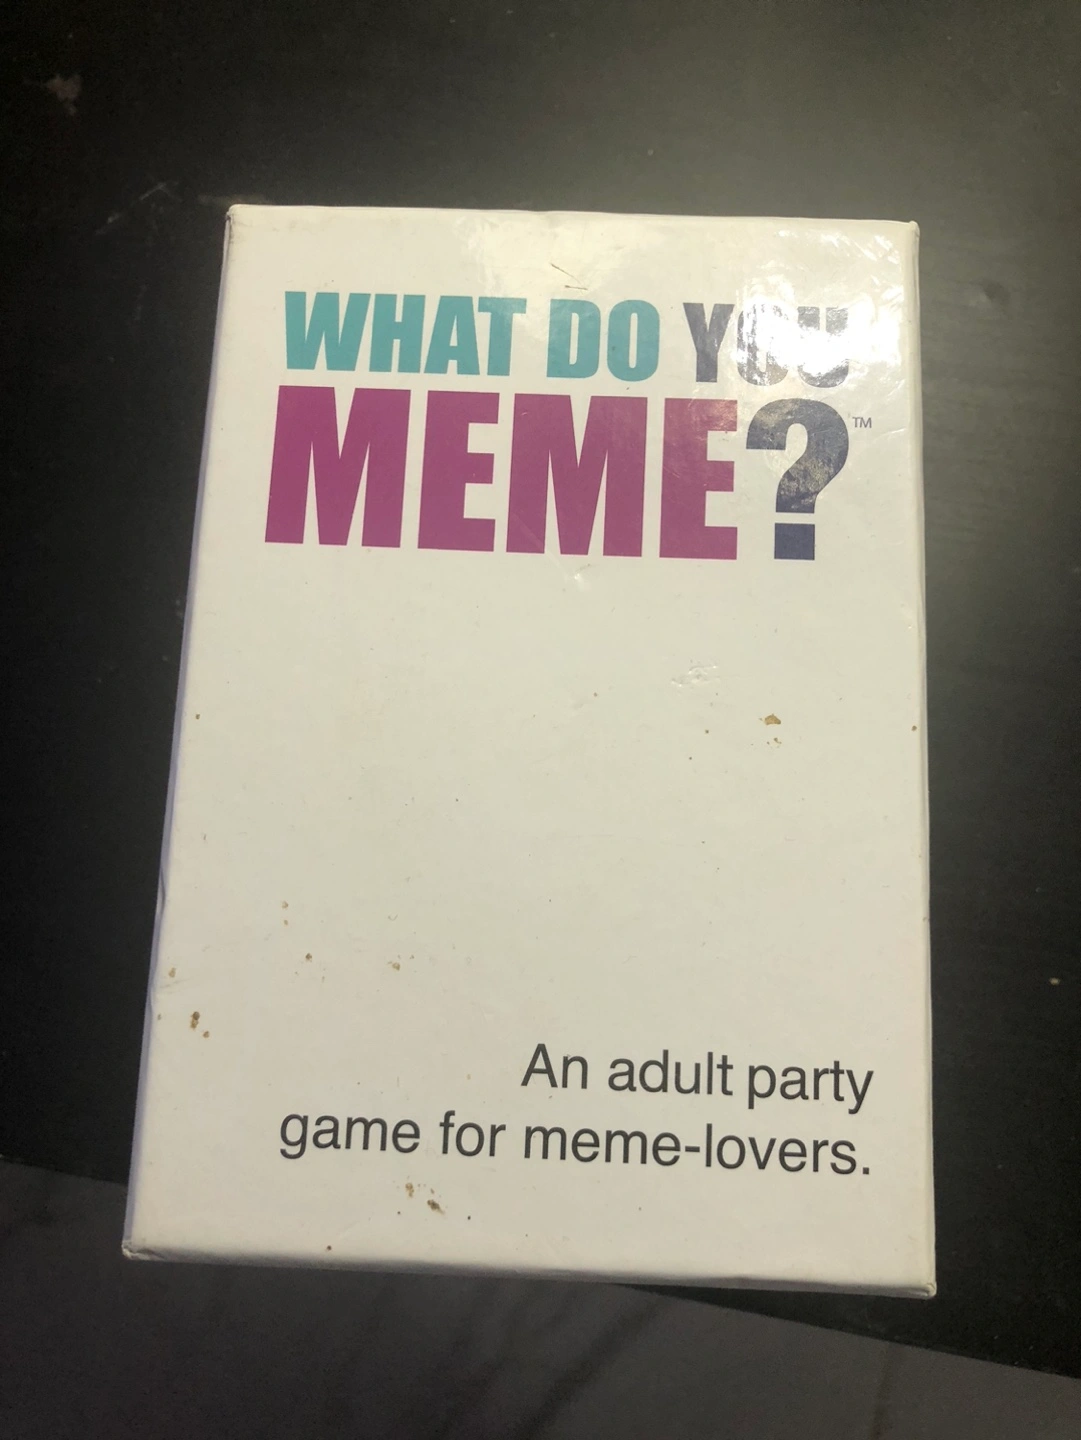 WHAT DO YOU
MEME?™
An adult party
game for meme-lovers.